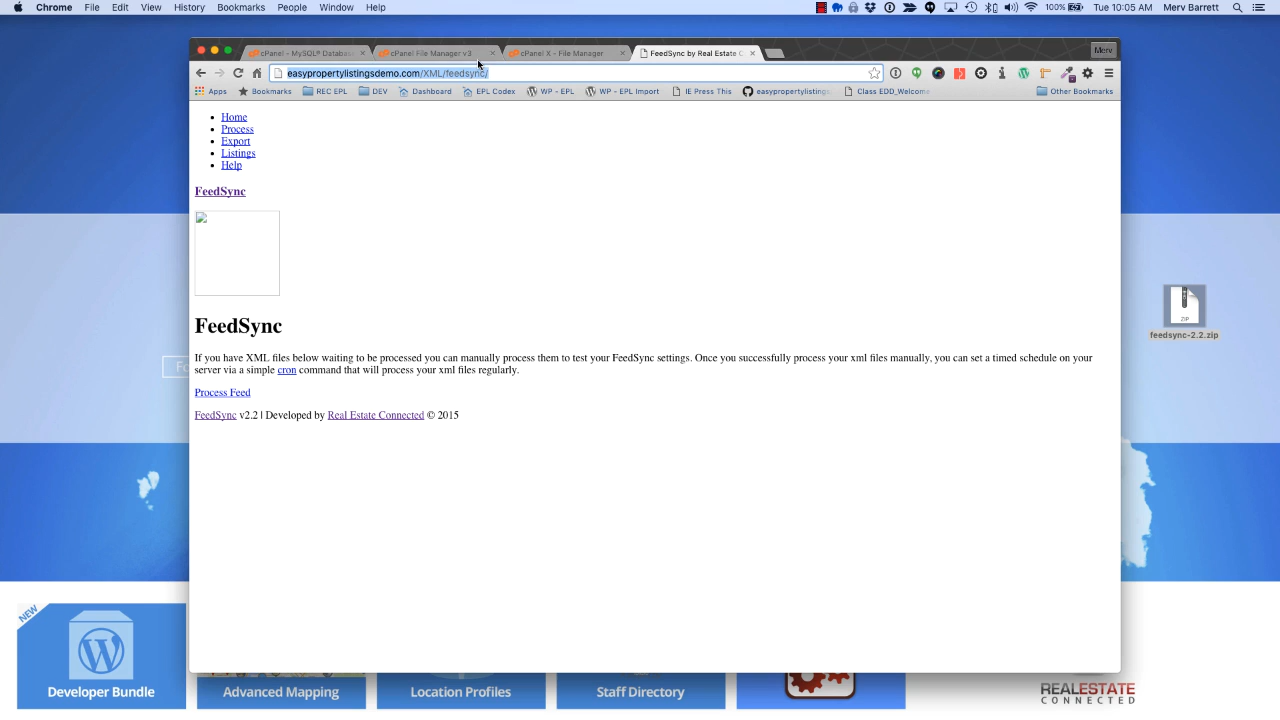 Chrome File Edit View History Bookmarks People Window Help 100% Tue 10:05 AM Merv Barrett
cPanel - MySQL® Databas
cPanel File Manager v3
cPanel X - File Manager
FeedSync by Real Estate C
Merv
easypropertylistingsdemo.com/XML/feedsync/
Apps Bookmarks REC EPL DEV Dashboard EPL Codex WP - EPL WP - EPL Import IE Press This easypropertylistings Class EDD_Welcome Other Bookmarks
Home
Process
Export
Listings
Help
FeedSync
FeedSync
If you have XML files below waiting to be processed you can manually process them to test your FeedSync settings. Once you successfully process your xml files manually, you can set a timed schedule on your
server via a simple cron command that will process your xml files regularly.
Process Feed
FeedSync v2.2 | Developed by Real Estate Connected © 2015
ZIP
feedsync-2.2.zip
NEW
Developer Bundle
Advanced Mapping
Location Profiles
Staff Directory
REALESTATE
CONNECTED